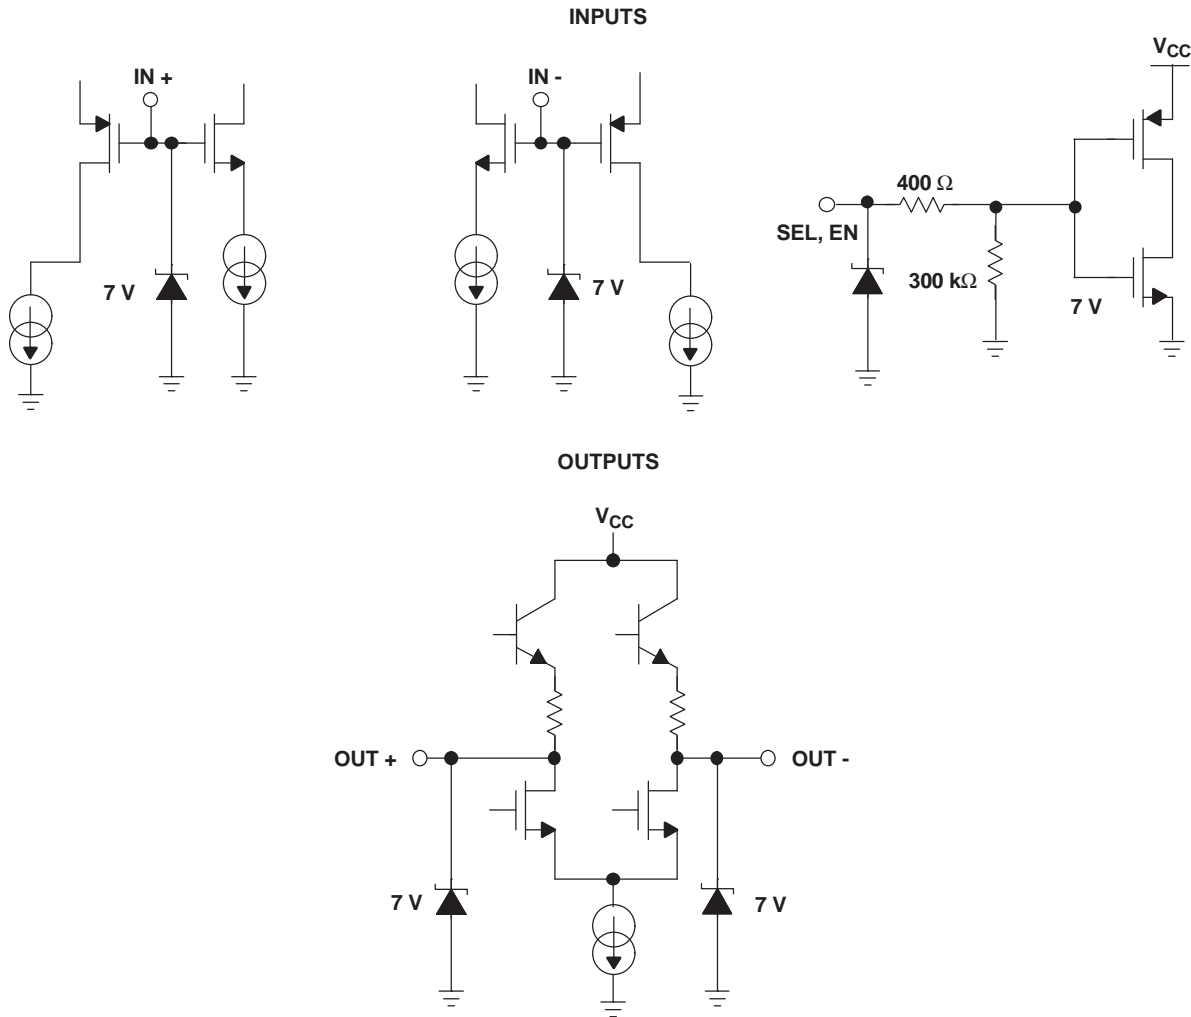 INPUTS
IN +
IN -
VCC
400 Ω
SEL, EN
300 kΩ
7 V
7 V
7 V
OUTPUTS
VCC
OUT +
OUT -
7 V
7 V